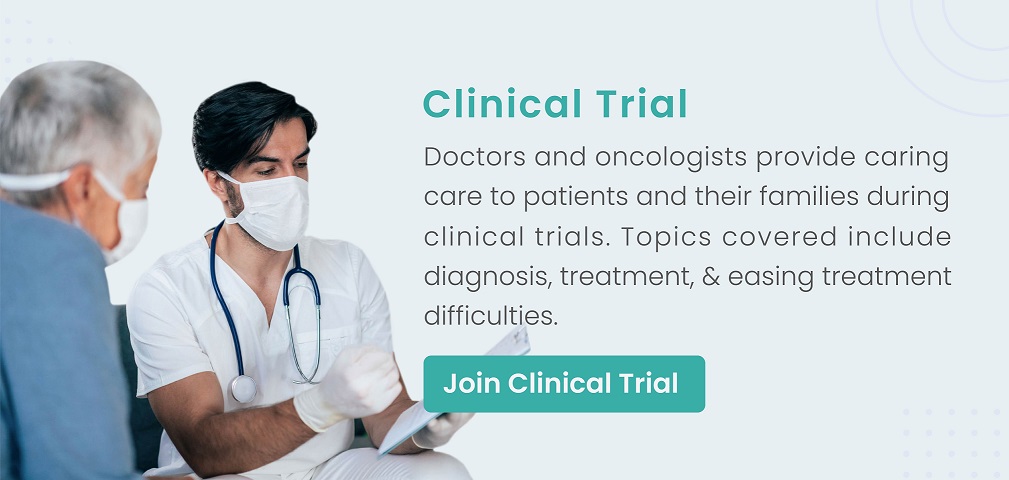 Clinical Trial
Doctors and oncologists provide caring
care to patients and their families during
clinical trials. Topics covered include
diagnosis, treatment, & easing treatment
difficulties.
Join Clinical Trial